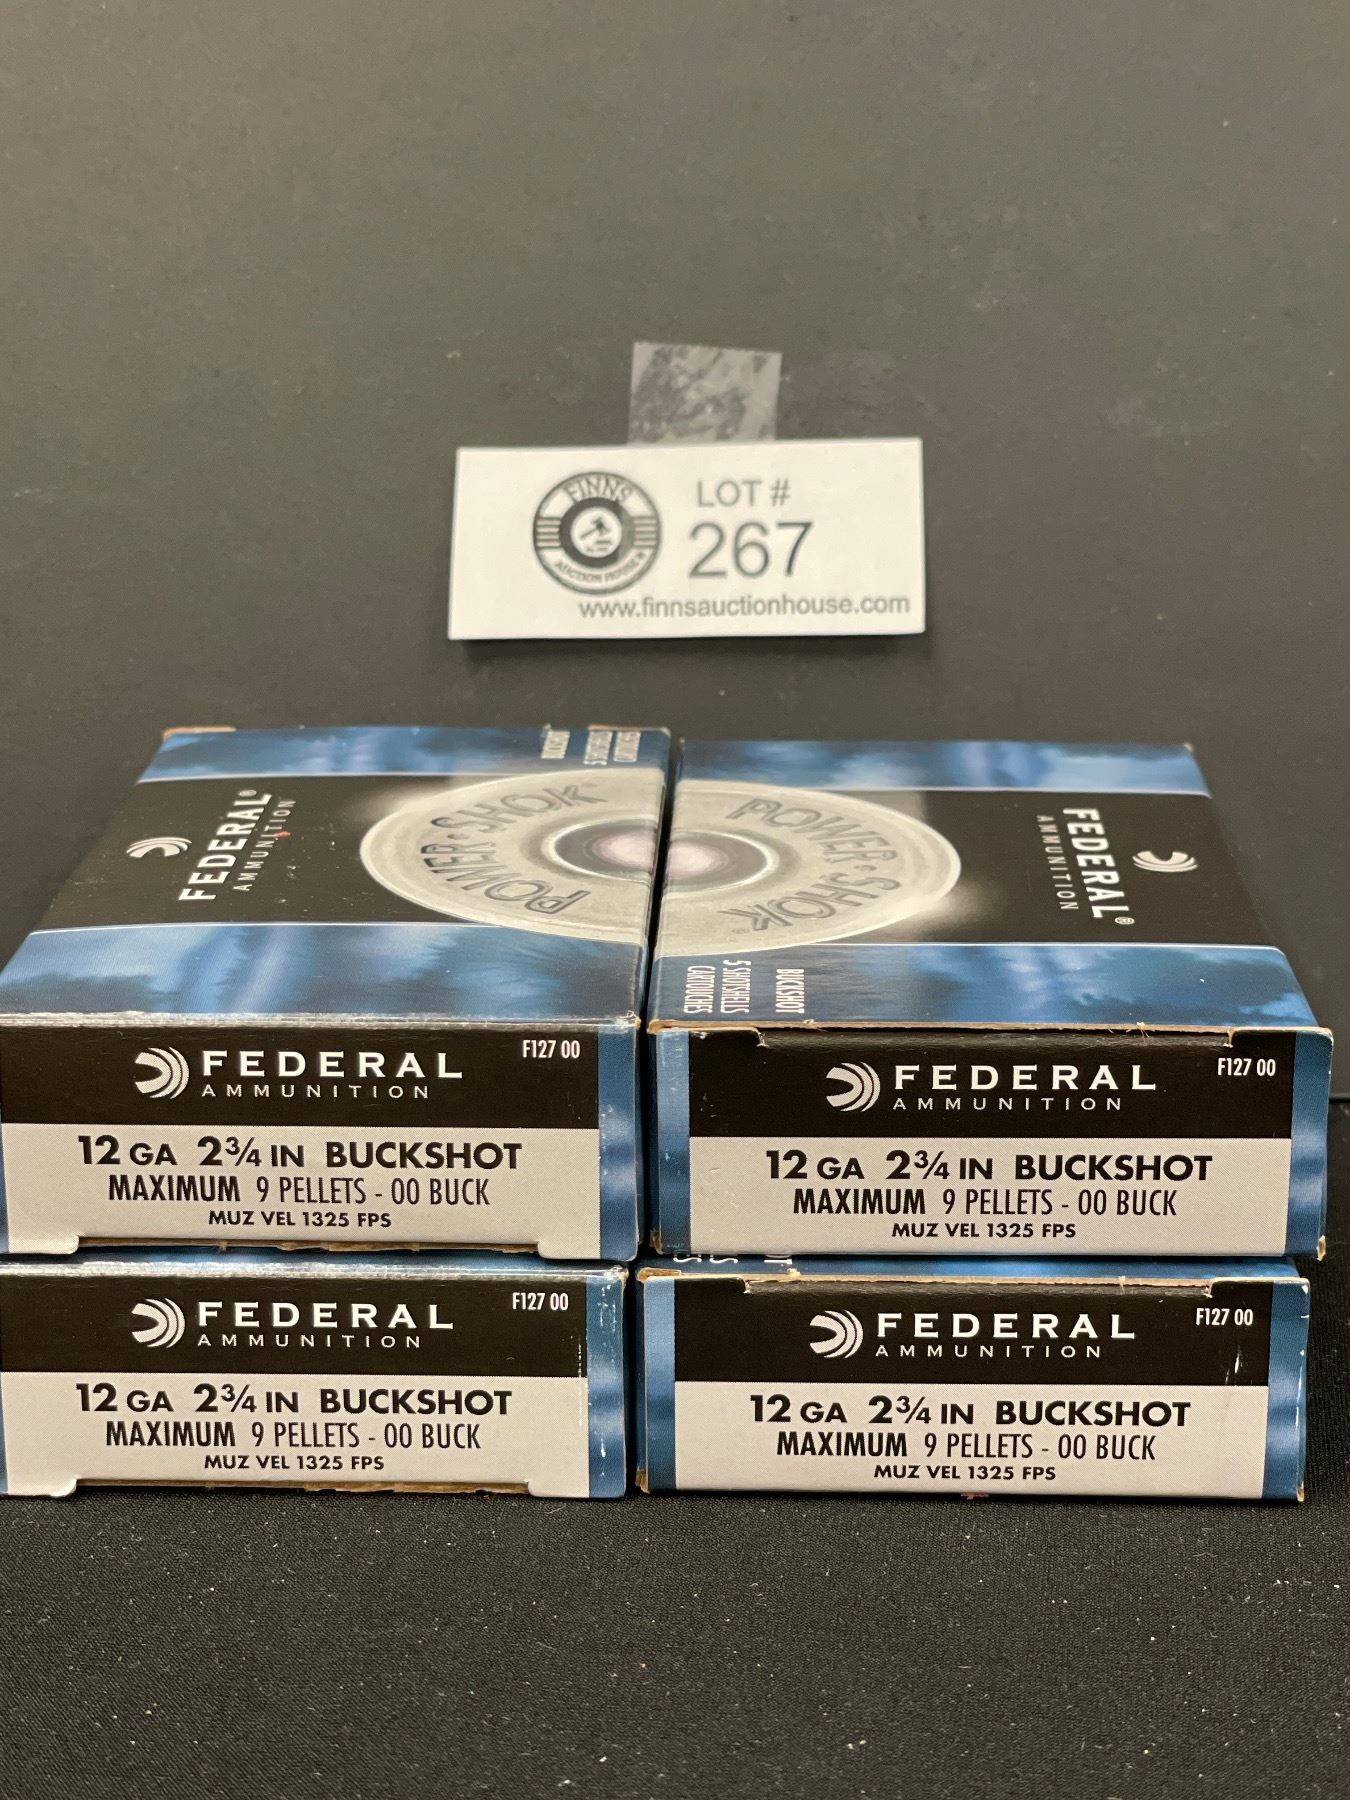 FINNS
AUCTION HOUSE
LOT #
267
www.finnsauctionhouse.com
FEDERAL®
AMMUNITION
POWER•SHOK
BUCKSHOT
5 SHOTSHELLS
CARTOUCHES
FEDERAL®
AMMUNITION
POWER•SHOK®
BUCKSHOT
5 SHOTSHELLS
CARTOUCHES
FEDERAL
AMMUNITION
F127 00
12 GA 2¾ IN BUCKSHOT
MAXIMUM 9 PELLETS - 00 BUCK
MUZ VEL 1325 FPS
FEDERAL
AMMUNITION
F127 00
12 GA 2¾ IN BUCKSHOT
MAXIMUM 9 PELLETS - 00 BUCK
MUZ VEL 1325 FPS
FEDERAL
AMMUNITION
F127 00
12 GA 2¾ IN BUCKSHOT
MAXIMUM 9 PELLETS - 00 BUCK
MUZ VEL 1325 FPS
FEDERAL
AMMUNITION
F127 00
12 GA 2¾ IN BUCKSHOT
MAXIMUM 9 PELLETS - 00 BUCK
MUZ VEL 1325 FPS